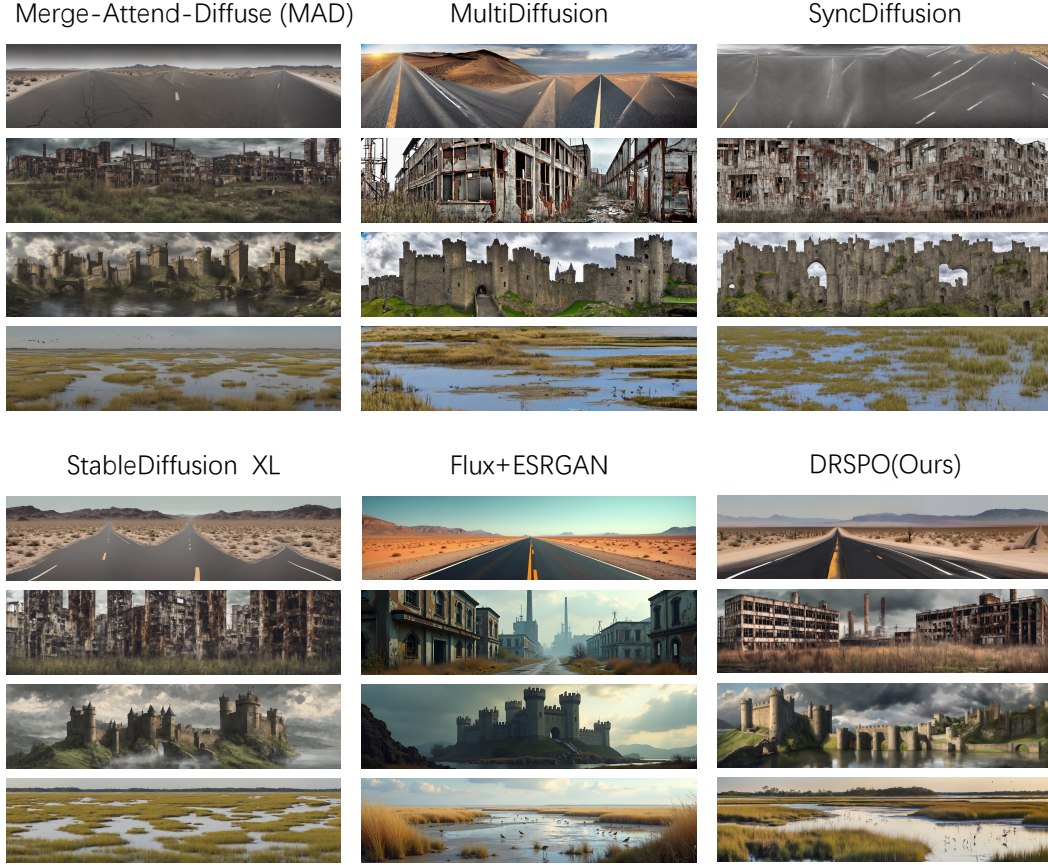 Merge-Attend-Diffuse (MAD)
MultiDiffusion
SyncDiffusion
StableDiffusion XL
Flux+ESRGAN
DRSPO(Ours)